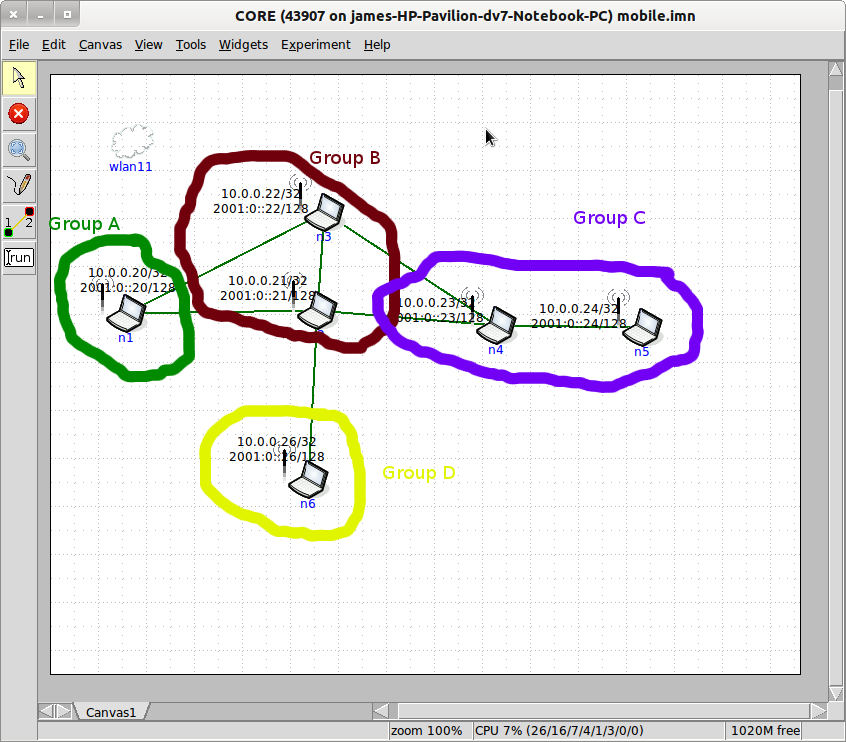 CORE (43907 on james-HP-Pavilion-dv7-Notebook-PC) mobile.imn
File Edit Canvas View Tools Widgets Experiment Help
1 2
run
wlan11
Group B
10.0.0.22/32
2001:0::22/128
n3
Group A
Group C
10.0.0.20/32
2001:0::20/128
n1
10.0.0.21/32
2001:0::21/128
2001:0::23/128
n4
10.0.0.24/32
2001:0::24/128
n5
10.0.0.26/32
2001:0::26/128
n6
Group D
Canvas1
zoom 100% CPU 7% (26/16/7/4/1/3/0/0) 1020M free